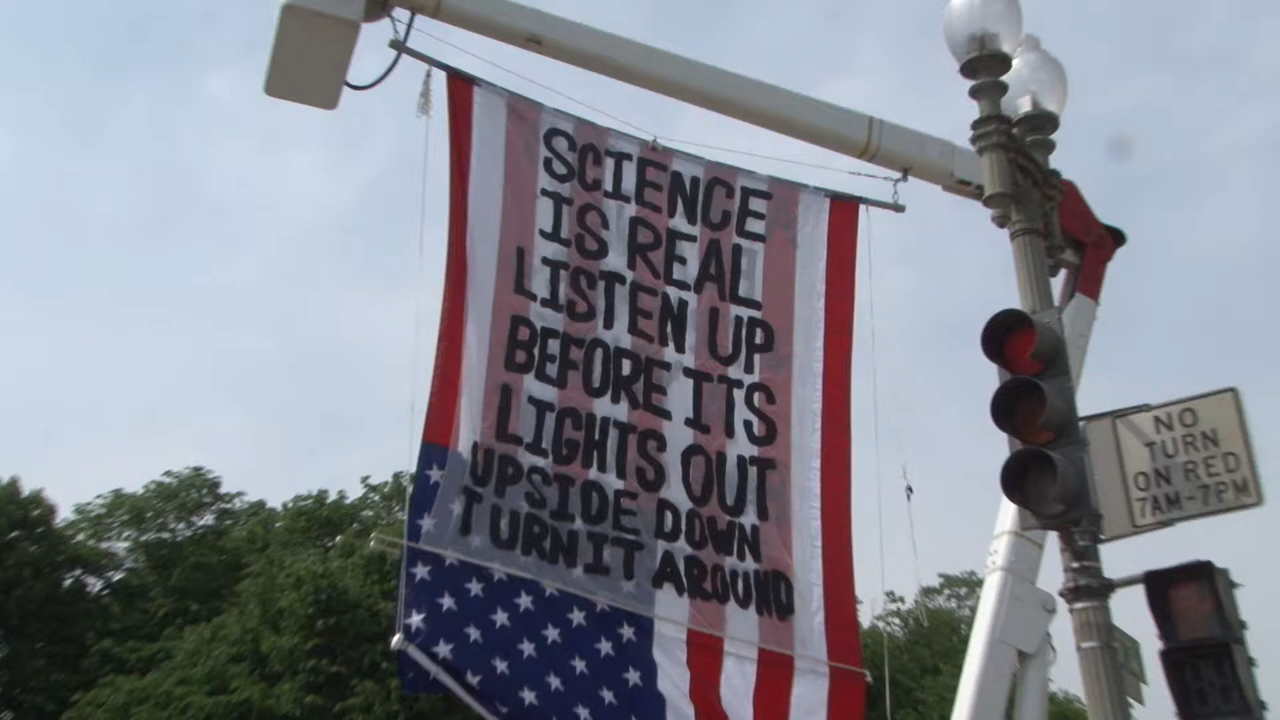 SCIENCE
IS REAL
LISTEN UP
BEFORE ITS
LIGHTS OUT
UPSIDE DOWN
TURN IT AROUND
NO
TURN
ON RED
7AM-7PM